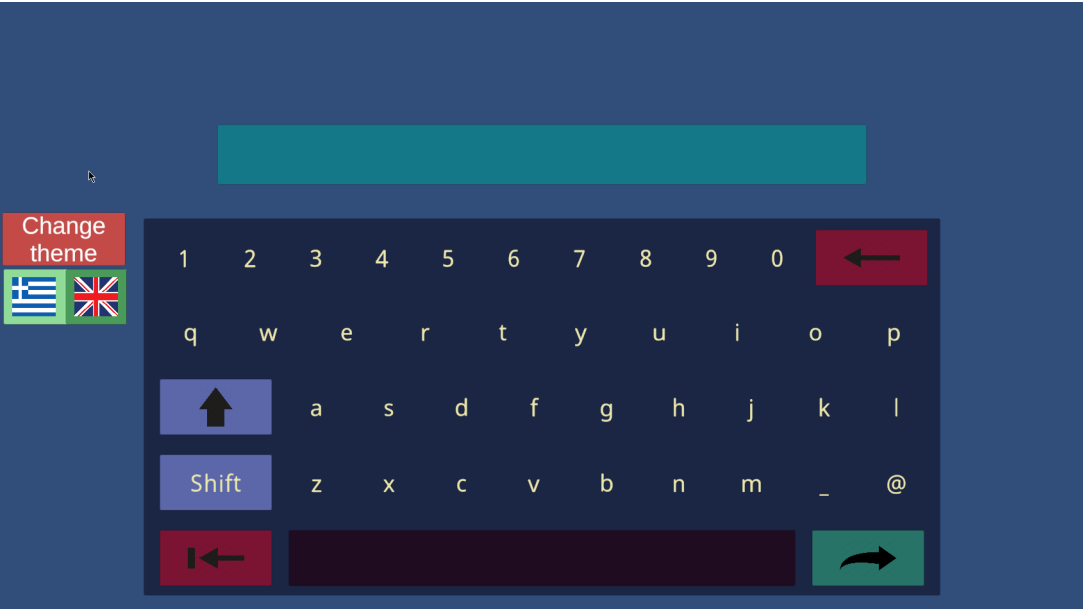 Change
theme
1 2 3 4 5 6 7 8 9 0
q w e r t y u i o p
a s d f g h j k l
Shift z x c v b n m _ @